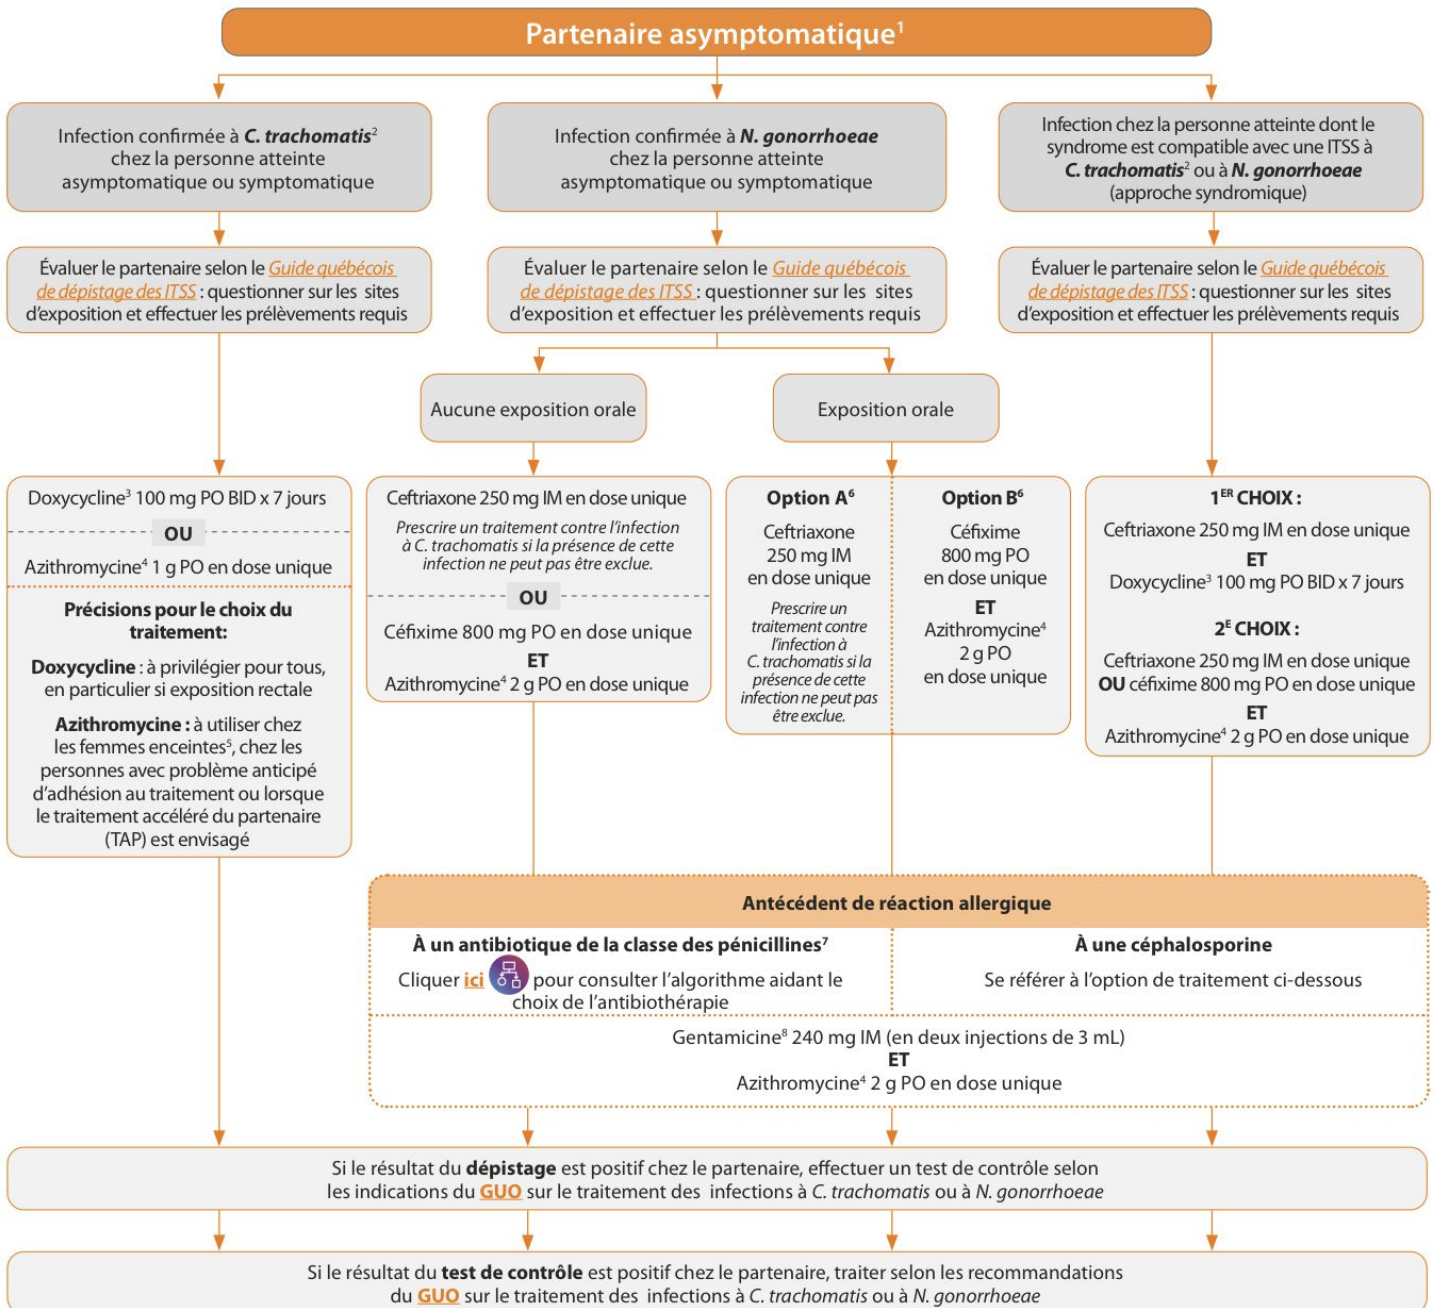 Partenaire asymptomatique¹
Infection confirmée à C. trachomatis²
chez la personne atteinte
asymptomatique ou symptomatique
Infection confirmée à N. gonorrhoeae
chez la personne atteinte
asymptomatique ou symptomatique
Infection chez la personne atteinte dont le
syndrome est compatible avec une ITSS à
C. trachomatis² ou à N. gonorrhoeae
(approche syndromique)
Évaluer le partenaire selon le Guide québécois
de dépistage des ITSS : questionner sur les sites
d'exposition et effectuer les prélèvements requis
Évaluer le partenaire selon le Guide québécois
de dépistage des ITSS : questionner sur les sites
d'exposition et effectuer les prélèvements requis
Évaluer le partenaire selon le Guide québécois
de dépistage des ITSS : questionner sur les sites
d'exposition et effectuer les prélèvements requis
Aucune exposition orale
Exposition orale
Doxycycline³ 100 mg PO BID x 7 jours
OU
Azithromycine⁴ 1 g PO en dose unique
Précisions pour le choix du
traitement:
Doxycycline : à privilégier pour tous,
en particulier si exposition rectale
Azithromycine : à utiliser chez
les femmes enceintes⁵, chez les
personnes avec problème anticipé
d'adhésion au traitement ou lorsque
le traitement accéléré du partenaire
(TAP) est envisagé
Ceftriaxone 250 mg IM en dose unique
Prescrire un traitement contre l'infection
à C. trachomatis si la présence de cette
infection ne peut pas être exclue.
OU
Céfixime 800 mg PO en dose unique
ET
Azithromycine⁴ 2 g PO en dose unique
Option A⁶
Ceftriaxone
250 mg IM
en dose unique
Prescrire un
traitement contre
l'infection à
C. trachomatis si la
présence de cette
infection ne peut pas
être exclue.
Option B⁶
Céfixime
800 mg PO
en dose unique
ET
Azithromycine⁴
2 g PO
en dose unique
1ᴱᴿ CHOIX :
Ceftriaxone 250 mg IM en dose unique
ET
Doxycycline³ 100 mg PO BID x 7 jours
2ᴱ CHOIX :
Ceftriaxone 250 mg IM en dose unique
OU céfixime 800 mg PO en dose unique
ET
Azithromycine⁴ 2 g PO en dose unique
Antécédent de réaction allergique
À un antibiotique de la classe des pénicillines⁷
Cliquer ici pour consulter l'algorithme aidant le
choix de l'antibiothérapie
À une céphalosporine
Se référer à l'option de traitement ci-dessous
Gentamicine⁸ 240 mg IM (en deux injections de 3 mL)
ET
Azithromycine⁴ 2 g PO en dose unique
Si le résultat du dépistage est positif chez le partenaire, effectuer un test de contrôle selon
les indications du GUO sur le traitement des infections à C. trachomatis ou à N. gonorrhoeae
Si le résultat du test de contrôle est positif chez le partenaire, traiter selon les recommandations
du GUO sur le traitement des infections à C. trachomatis ou à N. gonorrhoeae